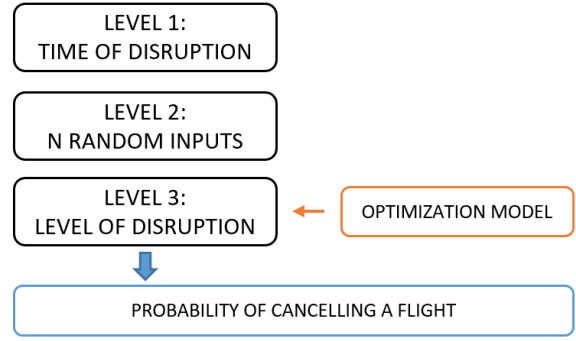 LEVEL 1:
TIME OF DISRUPTION
LEVEL 2:
N RANDOM INPUTS
LEVEL 3:
LEVEL OF DISRUPTION
OPTIMIZATION MODEL
PROBABILITY OF CANCELLING A FLIGHT